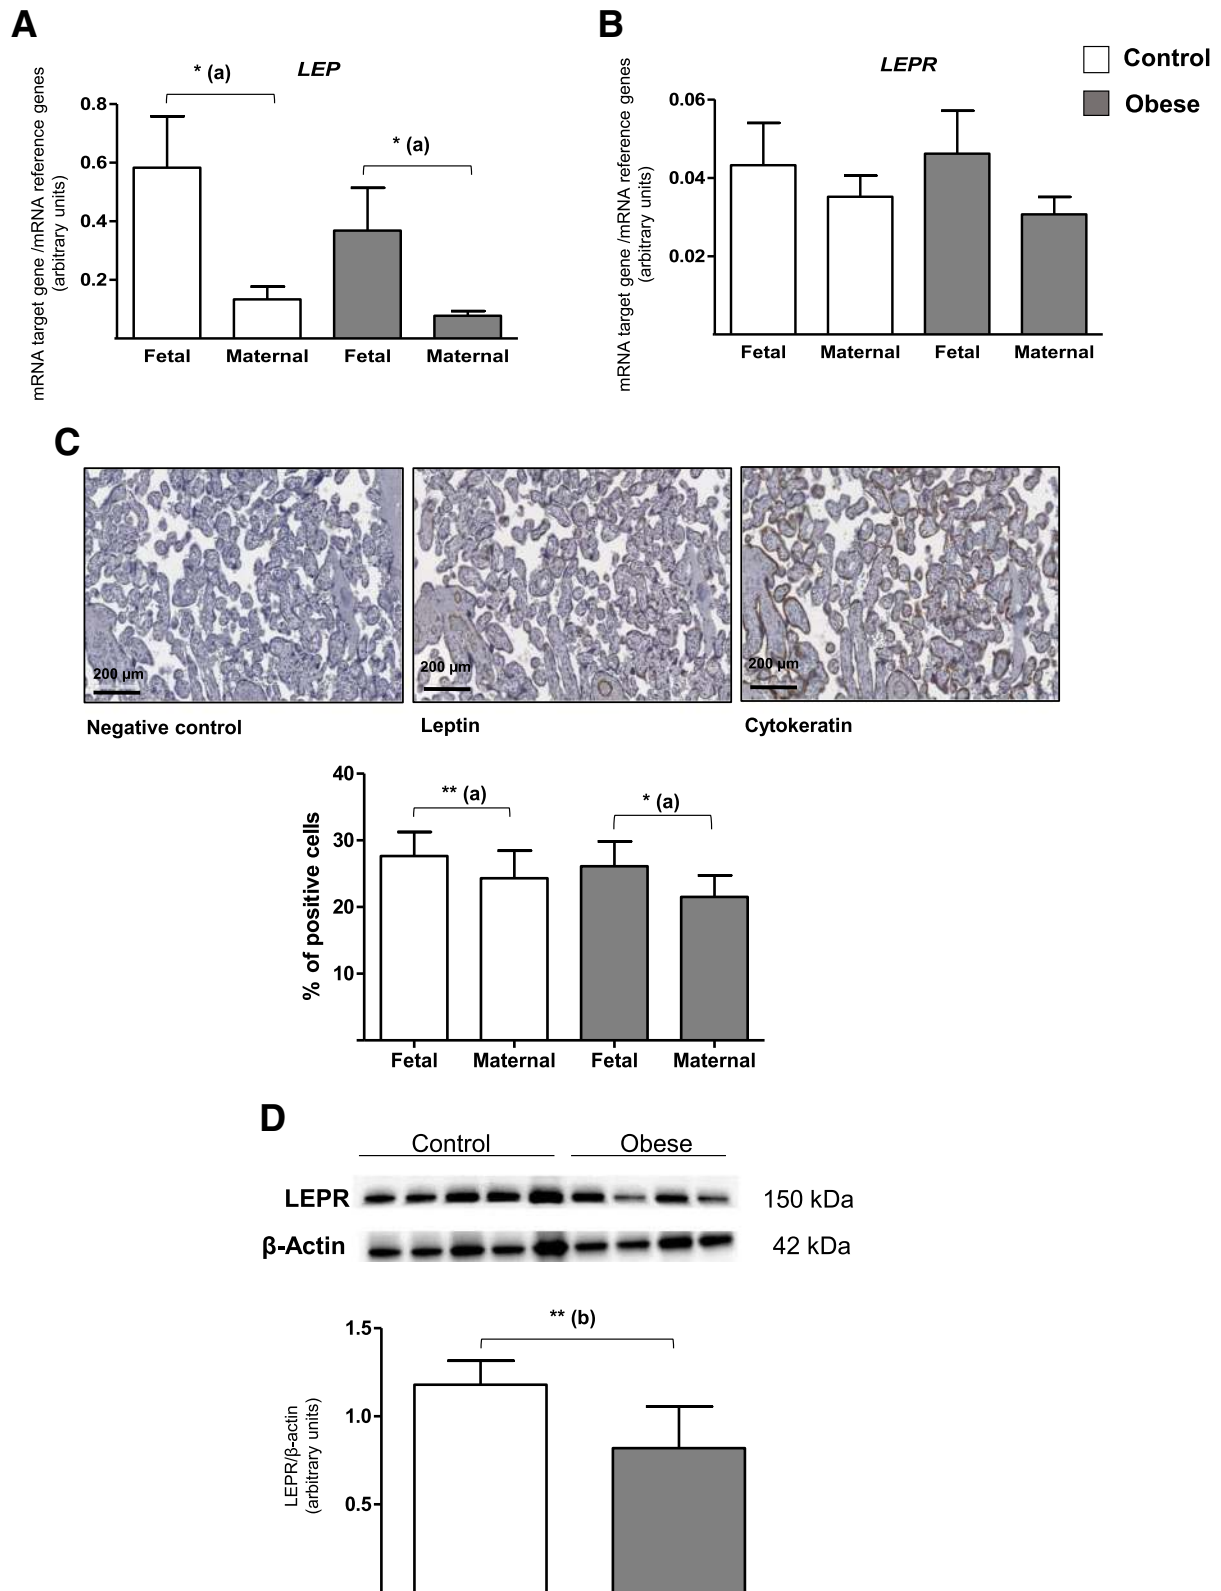 A
B
* (a)
LEP
LEPR
Control
Obese
* (a)
mRNA target gene /mRNA reference genes
(arbitrary units)
0.8
0.6
0.4
0.2
Fetal
Maternal
Fetal
Maternal
mRNA target gene /mRNA reference genes
(arbitrary units)
0.06
0.04
0.02
Fetal
Maternal
Fetal
Maternal
C
200 µm
200 µm
200 µm
Negative control
Leptin
Cytokeratin
% of positive cells
40
30
20
10
** (a)
* (a)
Fetal
Maternal
Fetal
Maternal
D
Control
Obese
LEPR
150 kDa
β-Actin
42 kDa
** (b)
LEPR/β-actin
(arbitrary units)
1.5
1.0
0.5